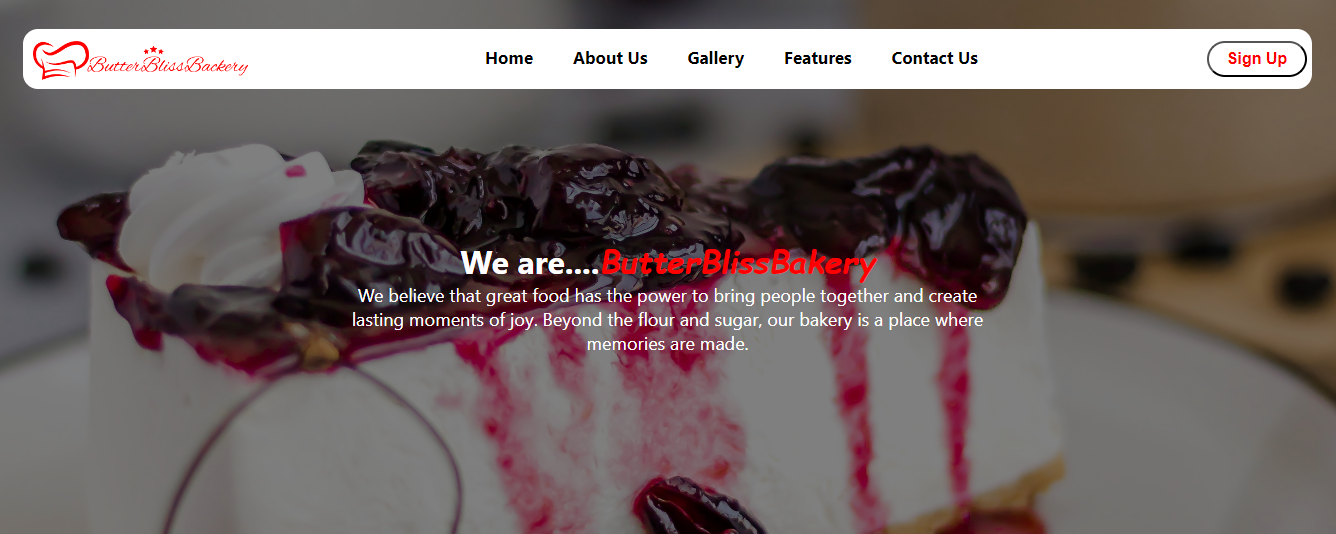 ButterBlissBackery
Home About Us Gallery Features Contact Us
Sign Up
We are....ButterBlissBakery
We believe that great food has the power to bring people together and create
lasting moments of joy. Beyond the flour and sugar, our bakery is a place where
memories are made.